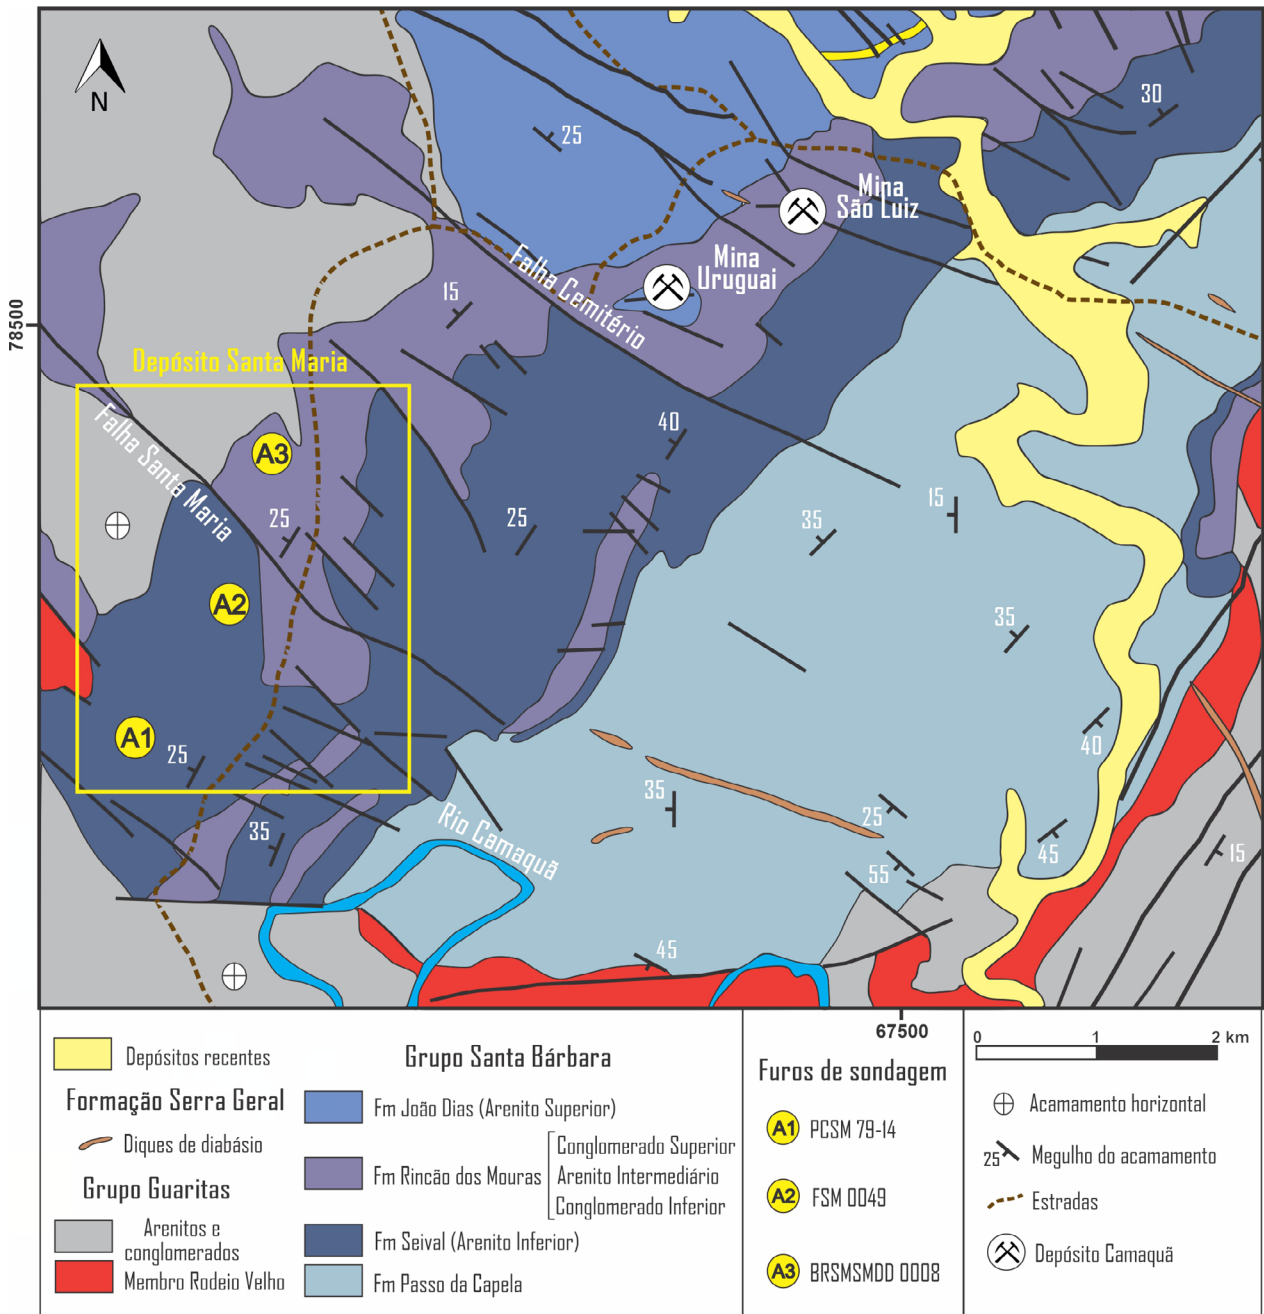 N
30
25
Mina
São Luiz
Mina
Uruguai
Falha Cemitério
15
78500
Depósito Santa Maria
Falha Santa Maria
A3
40
25
25
35
15
A2
35
A1
25
40
35
35
25
Rio Camaquã
45
55
15
45
67500
Depósitos recentes
Formação Serra Geral
Diques de diabásio
Grupo Guaritas
Arenitos e
conglomerados
Membro Rodeio Velho
Grupo Santa Bárbara
Fm João Dias (Arenito Superior)
Fm Rincão dos Mouras
Conglomerado Superior
Arenito Intermediário
Conglomerado Inferior
Fm Seival (Arenito Inferior)
Fm Passo da Capela
Furos de sondagem
A1 PCSM 79-14
A2 FSM 0049
A3 BRSMSMDD 0008
0 1 2 km
Acamamento horizontal
25 Megulho do acamamento
Estradas
Depósito Camaquã